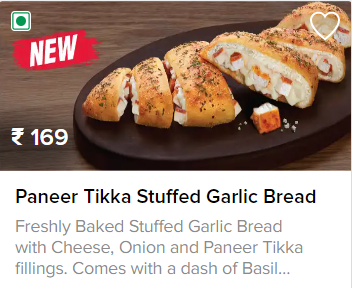 NEW
₹ 169
Paneer Tikka Stuffed Garlic Bread
Freshly Baked Stuffed Garlic Bread
with Cheese, Onion and Paneer Tikka
fillings. Comes with a dash of Basil...